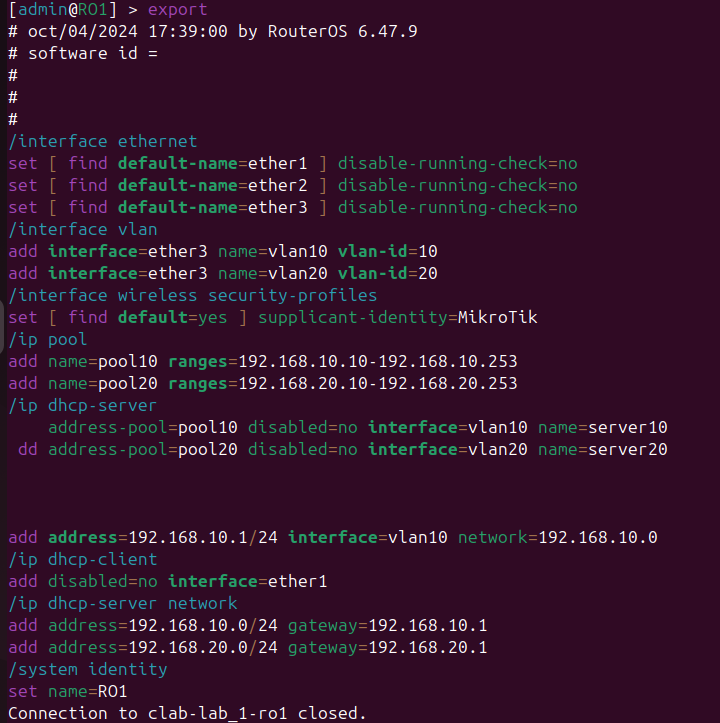 [admin@RO1] > export
# oct/04/2024 17:39:00 by RouterOS 6.47.9
# software id =
#
#
#
/interface ethernet
set [ find default-name=ether1 ] disable-running-check=no
set [ find default-name=ether2 ] disable-running-check=no
set [ find default-name=ether3 ] disable-running-check=no
/interface vlan
add interface=ether3 name=vlan10 vlan-id=10
add interface=ether3 name=vlan20 vlan-id=20
/interface wireless security-profiles
set [ find default=yes ] supplicant-identity=MikroTik
/ip pool
add name=pool10 ranges=192.168.10.10-192.168.10.253
add name=pool20 ranges=192.168.20.10-192.168.20.253
/ip dhcp-server
address-pool=pool10 disabled=no interface=vlan10 name=server10
dd address-pool=pool20 disabled=no interface=vlan20 name=server20
add address=192.168.10.1/24 interface=vlan10 network=192.168.10.0
/ip dhcp-client
add disabled=no interface=ether1
/ip dhcp-server network
add address=192.168.10.0/24 gateway=192.168.10.1
add address=192.168.20.0/24 gateway=192.168.20.1
/system identity
set name=RO1
Connection to clab-lab_1-ro1 closed.